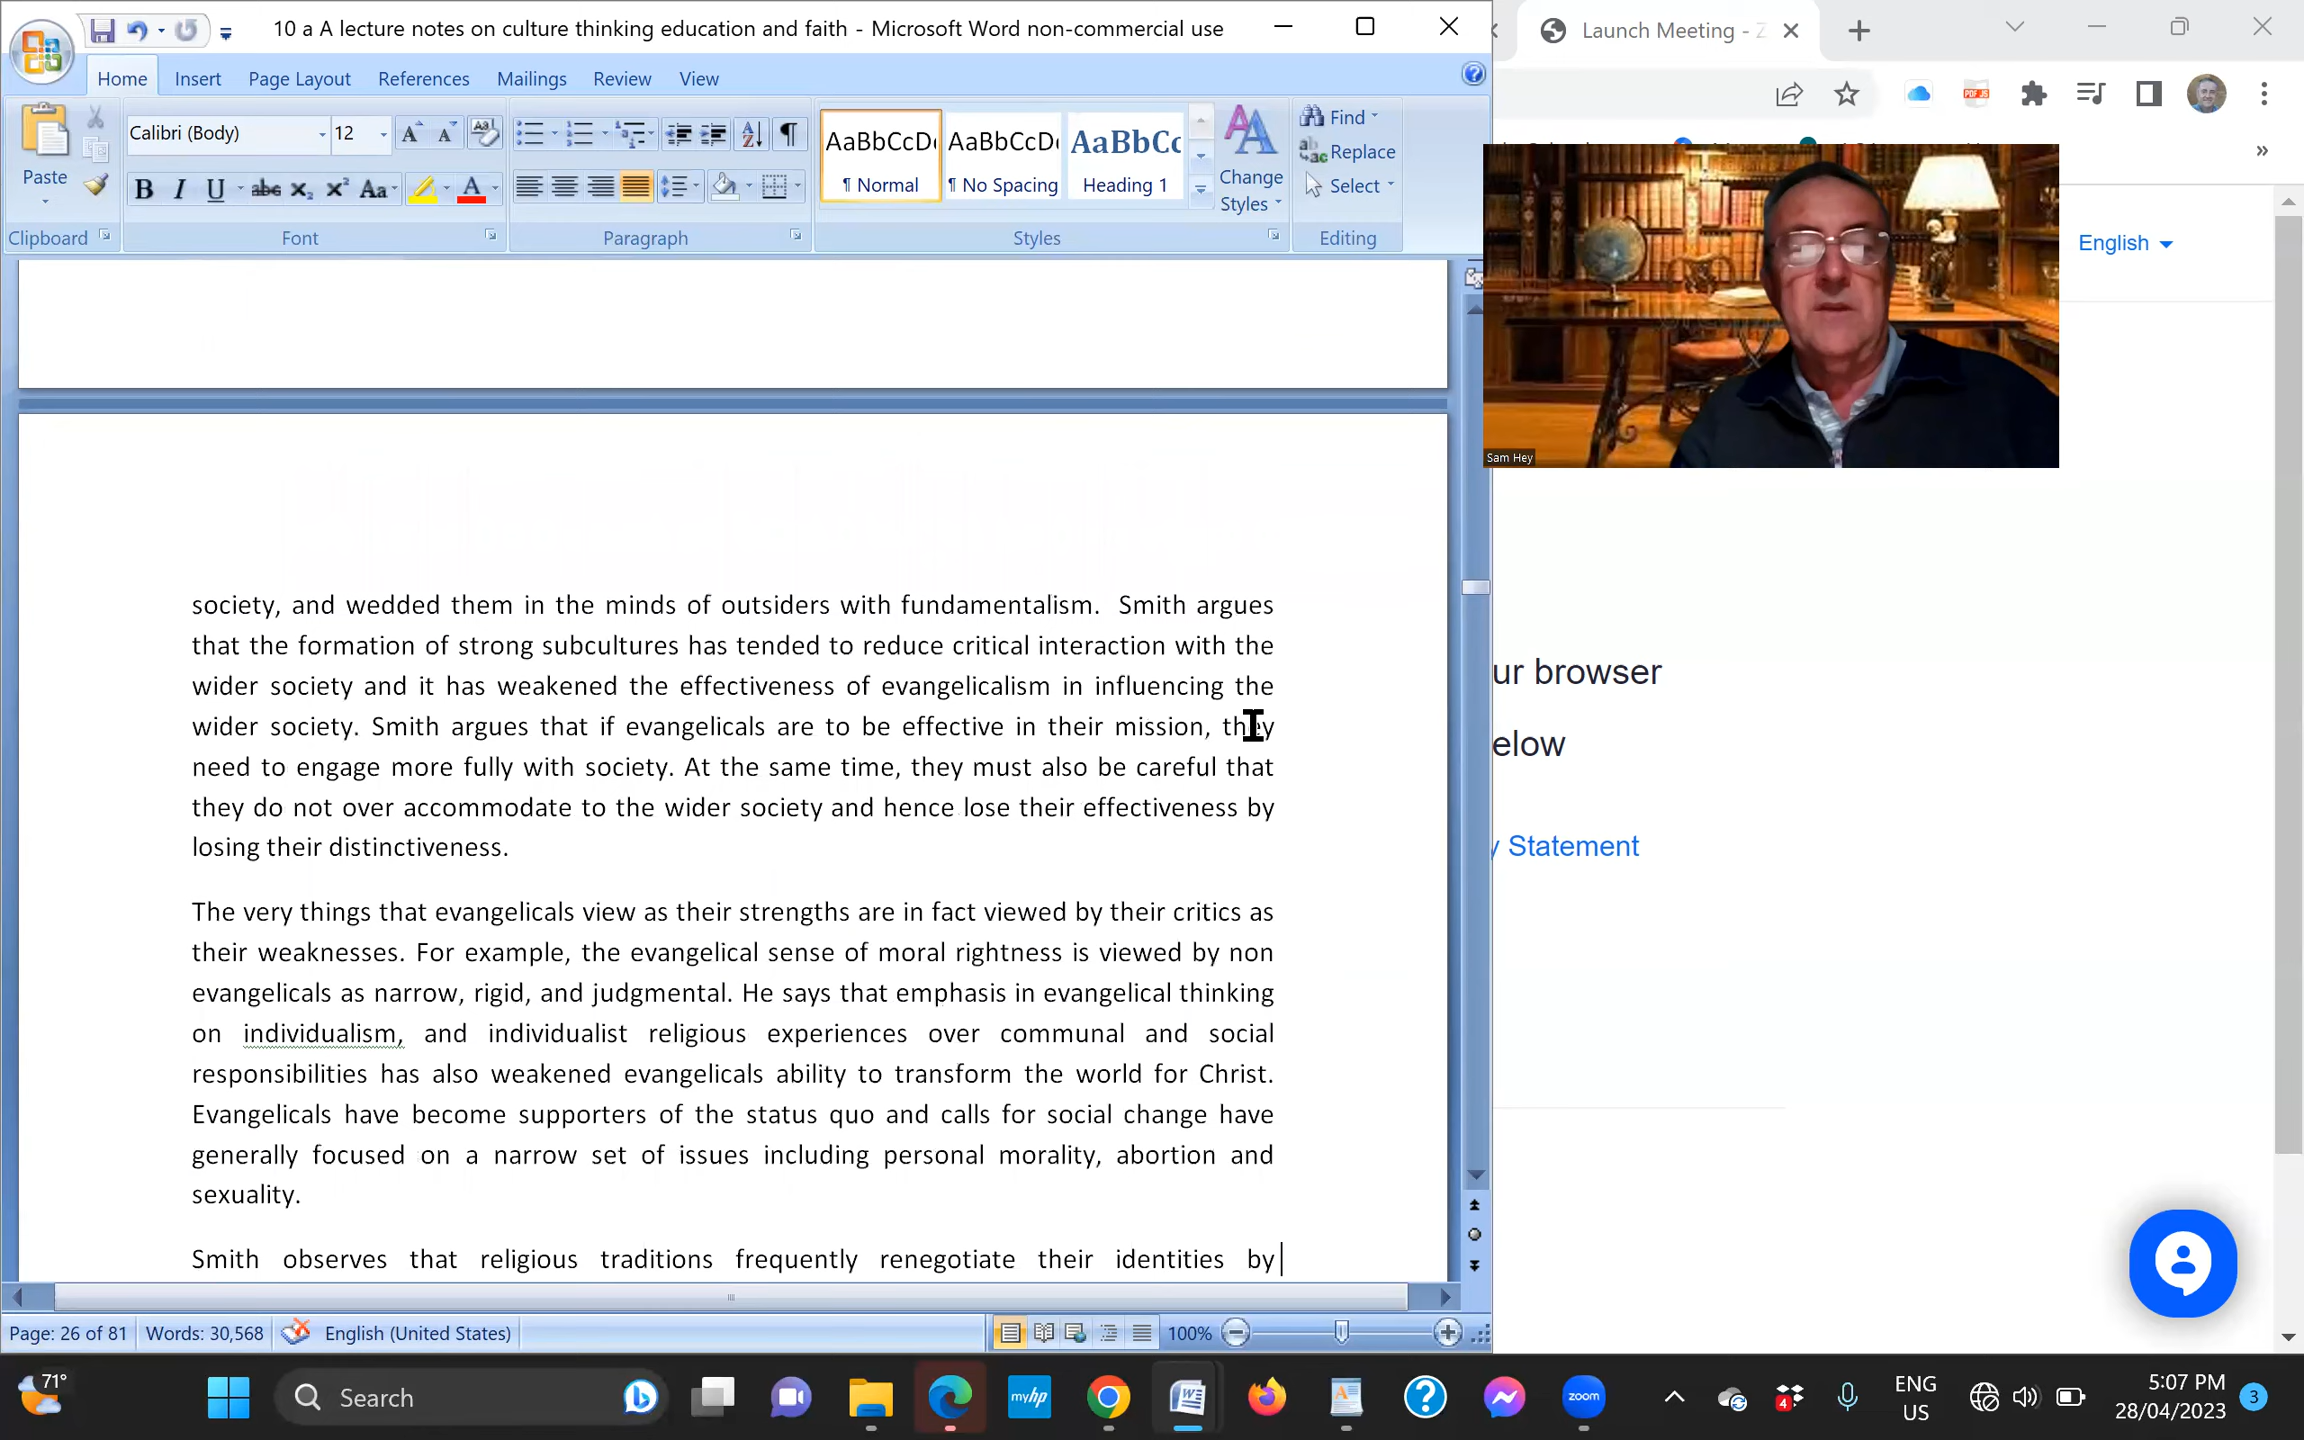 10 a A lecture notes on culture thinking education and faith - Microsoft Word non-commercial use
Launch Meeting - Z
Home Insert Page Layout References Mailings Review View
Calibri (Body) 12
AaBbCcDd AaBbCcDd AaBbCc
Find
Replace
Select
Paste
¶ Normal ¶ No Spacing Heading 1
Change
Styles
Clipboard Font Paragraph Styles Editing
English
Sam Hey
society, and wedded them in the minds of outsiders with fundamentalism. Smith argues
that the formation of strong subcultures has tended to reduce critical interaction with the
wider society and it has weakened the effectiveness of evangelicalism in influencing the
wider society. Smith argues that if evangelicals are to be effective in their mission, they
need to engage more fully with society. At the same time, they must also be careful that
they do not over accommodate to the wider society and hence lose their effectiveness by
losing their distinctiveness.
The very things that evangelicals view as their strengths are in fact viewed by their critics as
their weaknesses. For example, the evangelical sense of moral rightness is viewed by non
evangelicals as narrow, rigid, and judgmental. He says that emphasis in evangelical thinking
on individualism, and individualist religious experiences over communal and social
responsibilities has also weakened evangelicals ability to transform the world for Christ.
Evangelicals have become supporters of the status quo and calls for social change have
generally focused on a narrow set of issues including personal morality, abortion and
sexuality.
Smith observes that religious traditions frequently renegotiate their identities by
ur browser
elow
y Statement
Page: 26 of 81 Words: 30,568 English (United States) 100%
71°
Search
myhp
zoom
ENG
US
5:07 PM
28/04/2023
3